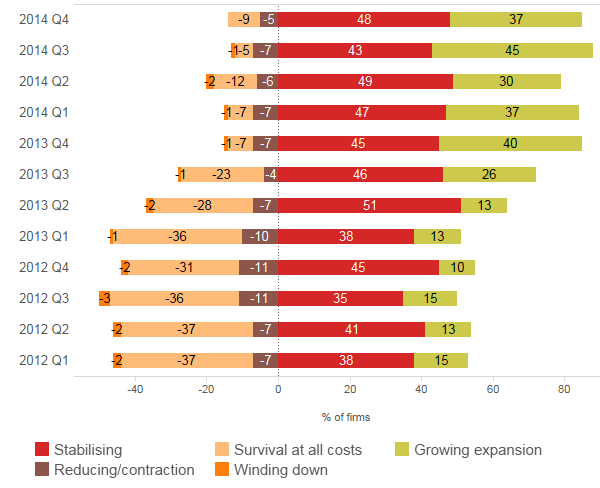 2014 Q4 -9 -5 48 37
2014 Q3 -1 -5 -7 43 45
2014 Q2 -2 -12 -6 49 30
2014 Q1 -1 -7 -7 47 37
2013 Q4 -1 -7 -7 45 40
2013 Q3 -1 -23 -4 46 26
2013 Q2 -2 -28 -7 51 13
2013 Q1 -1 -36 -10 38 13
2012 Q4 -2 -31 -11 45 10
2012 Q3 -3 -36 -11 35 15
2012 Q2 -2 -37 -7 41 13
2012 Q1 -2 -37 -7 38 15
-40 -20 0 20 40 60 80
% of firms
Stabilising Survival at all costs Growing expansion
Reducing/contraction Winding down